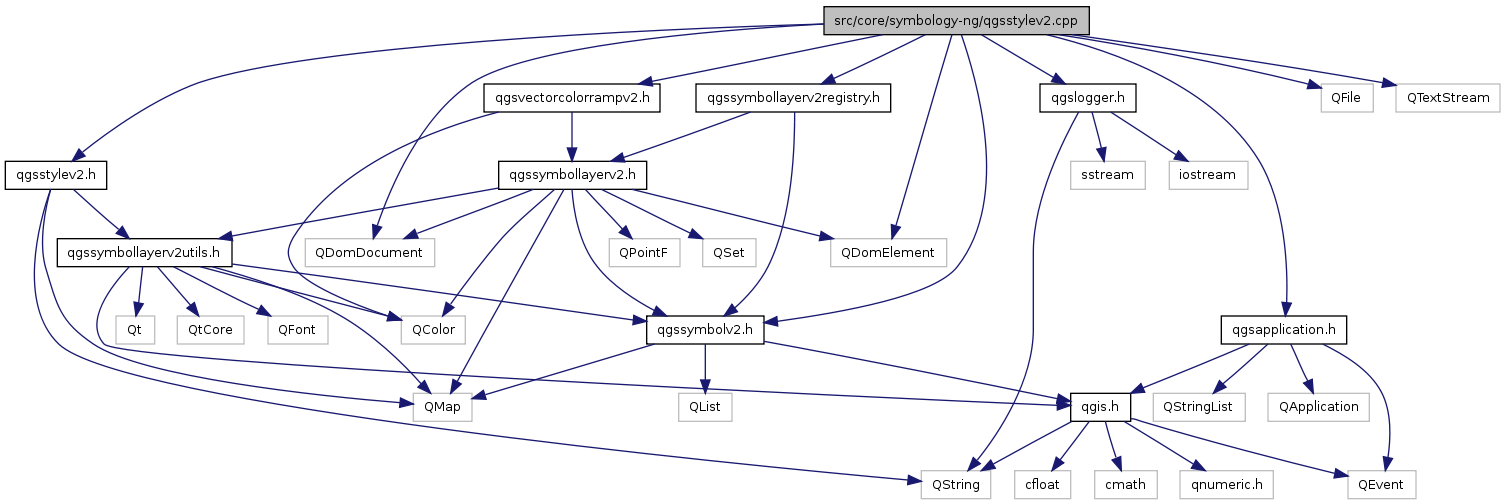 src/core/symbology-ng/qgsstylev2.cpp
qgsvectorcolorrampv2.h
qgssymbollayerv2registry.h
qgslogger.h
QFile
QTextStream
qgsstylev2.h
qgssymbollayerv2.h
sstream
iostream
qgssymbollayerv2utils.h
QDomDocument
QPointF
QSet
QDomElement
Qt
QtCore
QFont
QColor
qgssymbolv2.h
qgsapplication.h
QMap
QList
qgis.h
QStringList
QApplication
QString
cfloat
cmath
qnumeric.h
QEvent